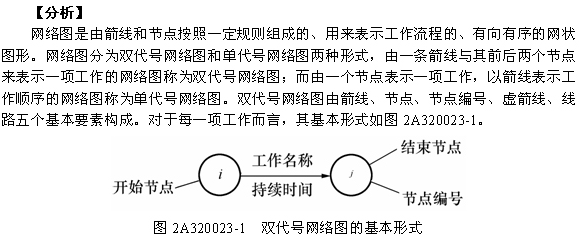 【分析】
网络图是由箭线和节点按照一定规则组成的、用来表示工作流程的、有向有序的网状
图形。网络图分为双代号网络图和单代号网络图两种形式，由一条箭线与其前后两个节点
来表示一项工作的网络图称为双代号网络图；而由一个节点表示一项工作，以箭线表示工
作顺序的网络图称为单代号网络图。双代号网络图由箭线、节点、节点编号、虚箭线、线
路五个基本要素构成。对于每一项工作而言，其基本形式如图 2A320023-1。
工作名称
结束节点
i
j
开始节点
持续时间
节点编号
图 2A320023-1 双代号网络图的基本形式